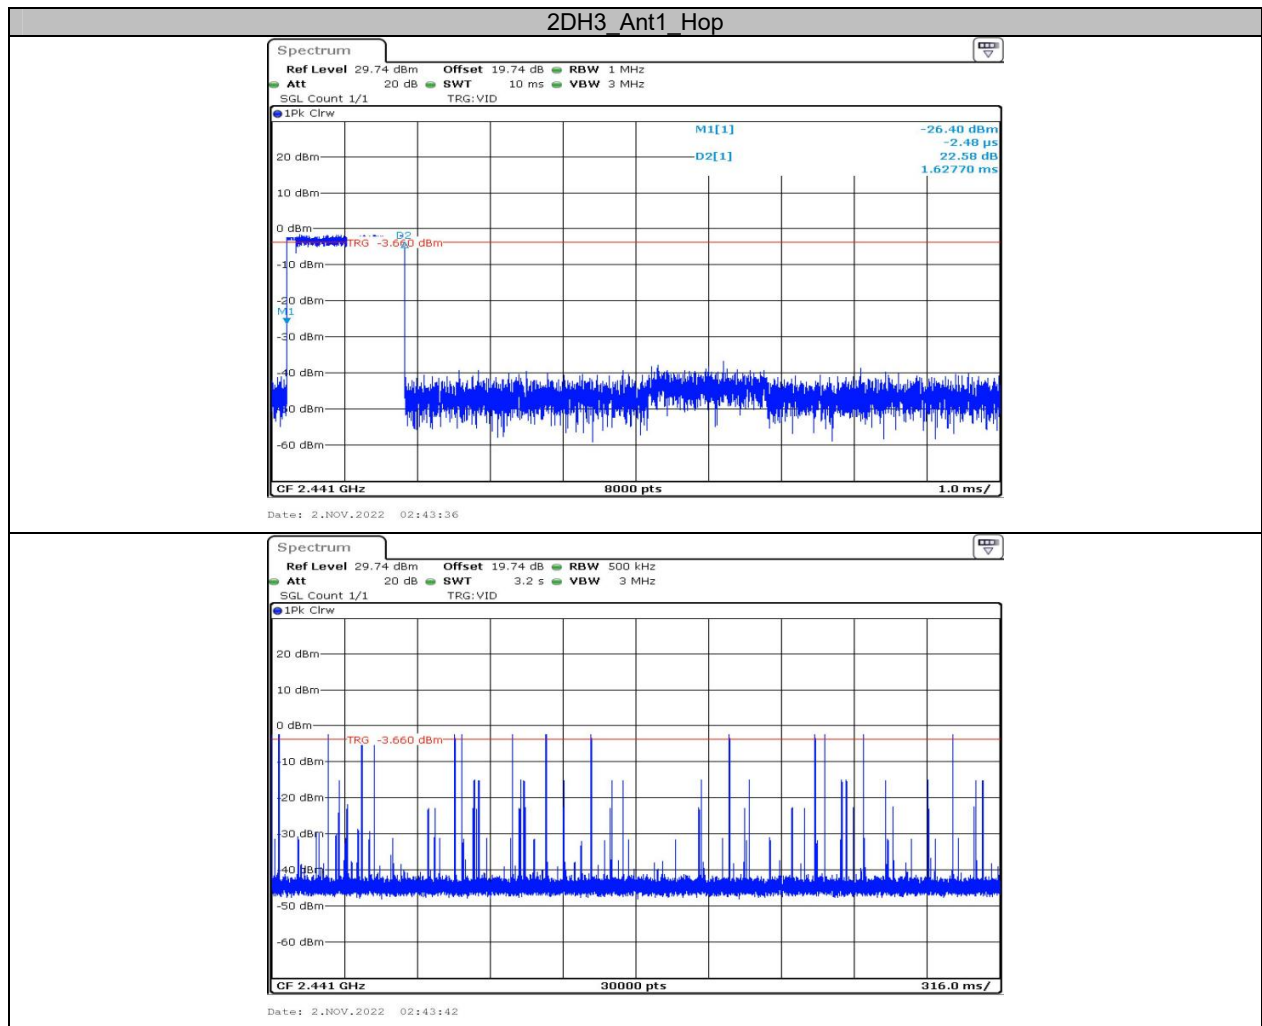 2DH3_Ant1_Hop
Spectrum
Ref Level 29.74 dBm Offset 19.74 dB RBW 1 MHz
Att 20 dB SWT 10 ms VBW 3 MHz
SGL Count 1/1 TRG:VID
1Pk Clrw
M1[1] -26.40 dBm
-2.48 µs
20 dBm D2[1] 22.58 dB
1.62770 ms
10 dBm
0 dBm
D2
TRG -3.660 dBm
-10 dBm
-20 dBm
M1
-30 dBm
-40 dBm
-50 dBm
-60 dBm
CF 2.441 GHz 8000 pts 1.0 ms/
Date: 2.NOV.2022 02:43:36
Spectrum
Ref Level 29.74 dBm Offset 19.74 dB RBW 500 kHz
Att 20 dB SWT 3.2 s VBW 3 MHz
SGL Count 1/1 TRG:VID
1Pk Clrw
20 dBm
10 dBm
0 dBm
TRG -3.660 dBm
-10 dBm
-20 dBm
-30 dBm
-40 dBm
-50 dBm
-60 dBm
CF 2.441 GHz 30000 pts 316.0 ms/
Date: 2.NOV.2022 02:43:42